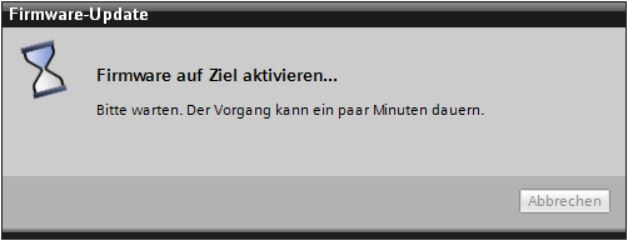 Firmware-Update
Firmware auf Ziel aktivieren...
Bitte warten. Der Vorgang kann ein paar Minuten dauern.
Abbrechen